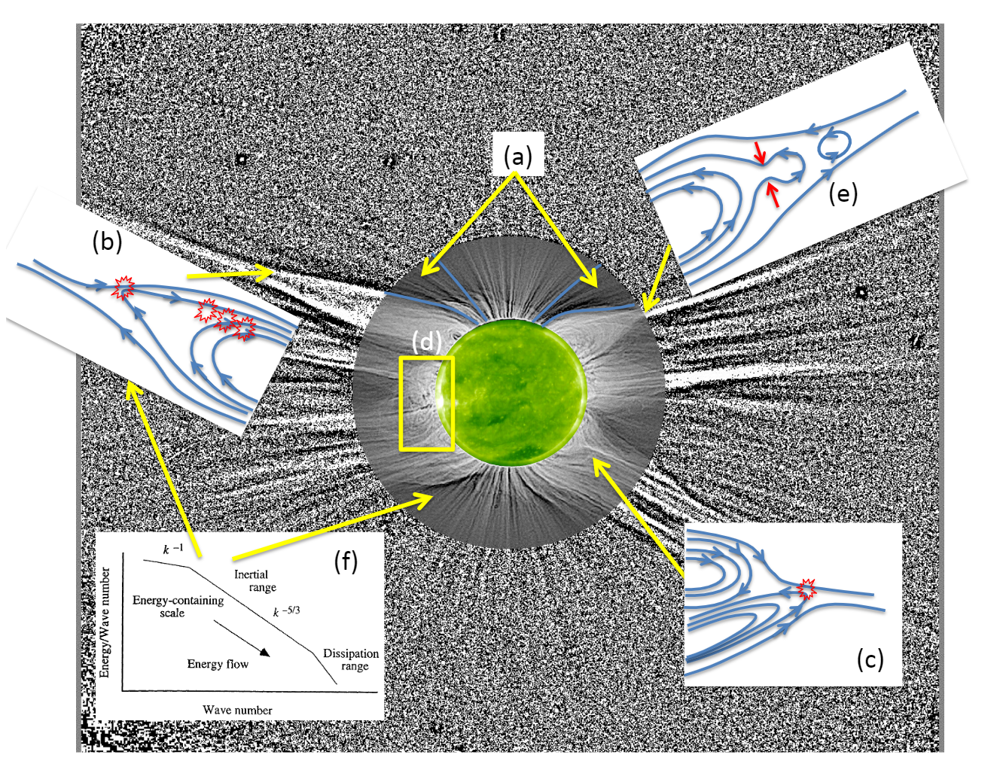 (a)
(b)
(e)
(d)
(c)
(f)
k −1
Inertial
range
Energy-containing
scale
k −5/3
Energy flow
Dissipation
range
Energy/Wave number
Wave number